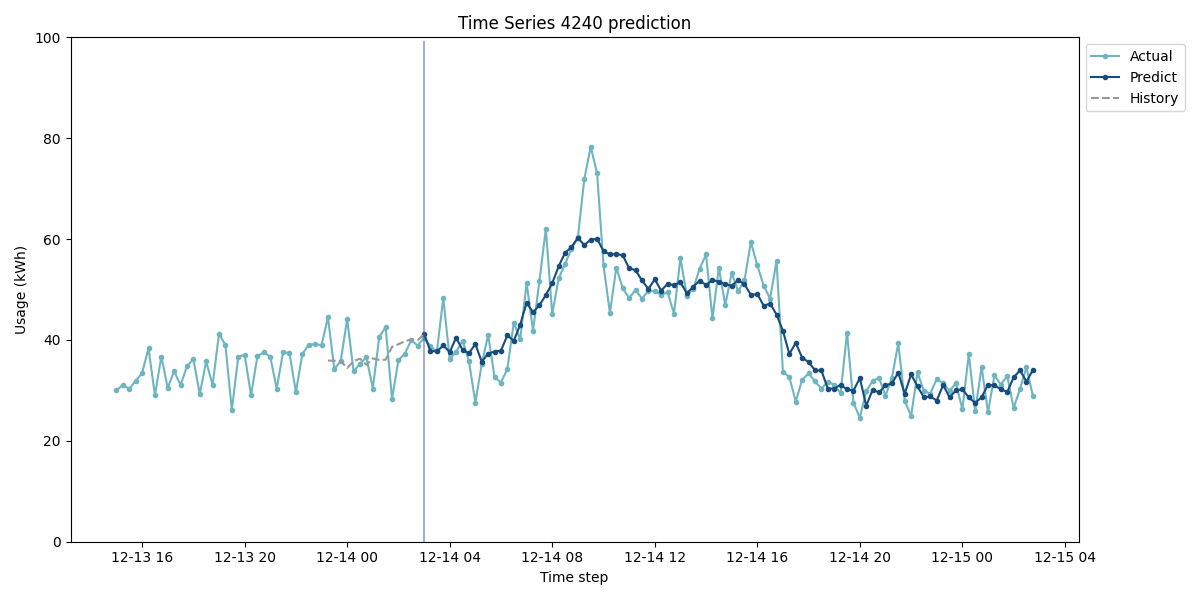 Time Series 4240 prediction
100
80
60
40
20
0
Usage (kWh)
12-13 16
12-13 20
12-14 00
12-14 04
12-14 08
12-14 12
12-14 16
12-14 20
12-15 00
12-15 04
Time step
Actual
Predict
History